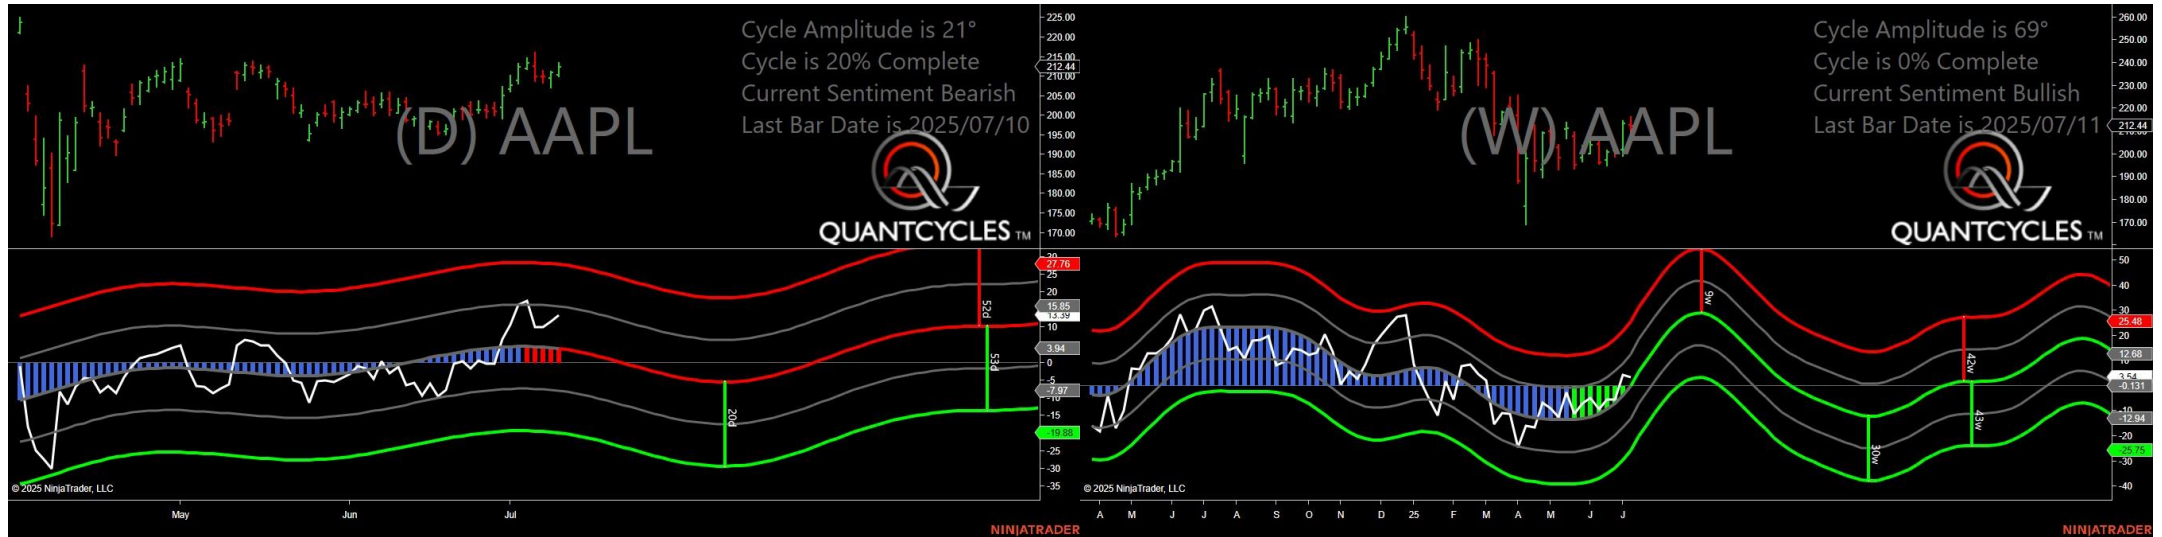 Cycle Amplitude is 21°
Cycle is 20% Complete
Current Sentiment Bearish
Last Bar Date is 2025/07/10
(D) AAPL
QUANTCYCLES TM
225.00
220.00
215.00
212.44
210.00
205.00
200.00
195.00
190.00
185.00
180.00
175.00
170.00
27.76
25
20
15.85
13.39
10
3.94
0
-5
-7.97
-10
-15
-19.88
-25
-30
-35
52d
53d
20d
© 2025 NinjaTrader, LLC
May
Jun
Jul
NINJATRADER
Cycle Amplitude is 69°
Cycle is 0% Complete
Current Sentiment Bullish
Last Bar Date is 2025/07/11
(W) AAPL
QUANTCYCLES TM
260.00
250.00
240.00
230.00
220.00
212.44
200.00
190.00
180.00
170.00
50
40
30
25.48
20
12.68
3.54
-0.131
-10
-12.94
-20
-25.75
-30
-40
9w
42w
43w
30w
© 2025 NinjaTrader, LLC
A
M
J
J
A
S
O
N
D
25
F
M
A
M
J
J
NINJATRADER